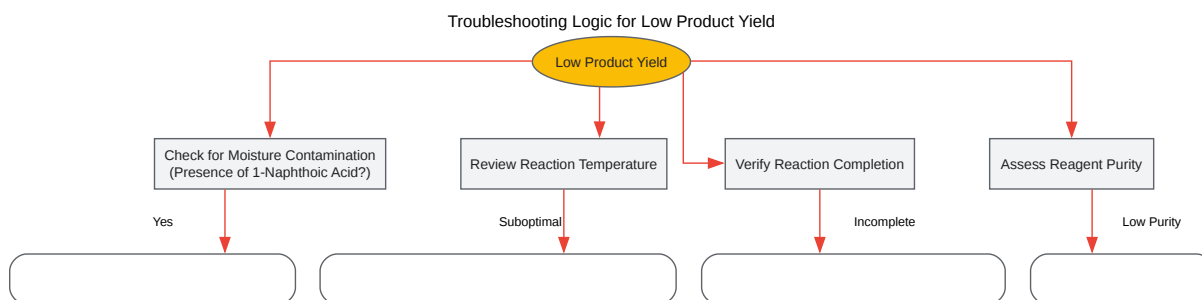 Troubleshooting Logic for Low Product Yield
Low Product Yield
Check for Moisture Contamination
(Presence of 1-Naphthoic Acid?)
Review Reaction Temperature
Verify Reaction Completion
Assess Reagent Purity
Yes
Suboptimal
Incomplete
Low Purity